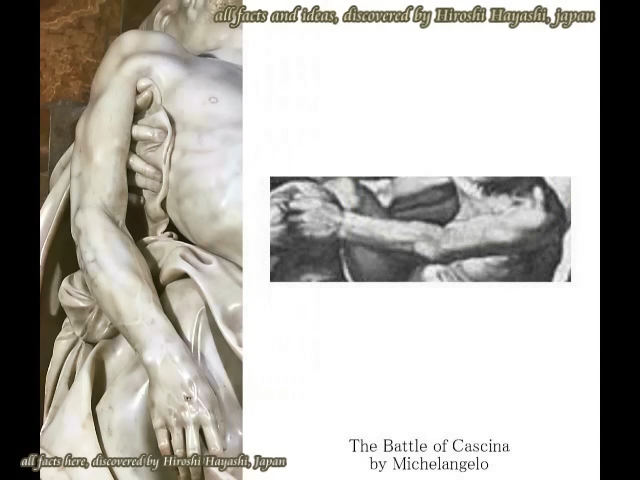 all facts and ideas, discovered by Hiroshi Hayashi, japan
The Battle of Cascina
by Michelangelo
all facts here, discovered by Hiroshi Hayashi, Japan